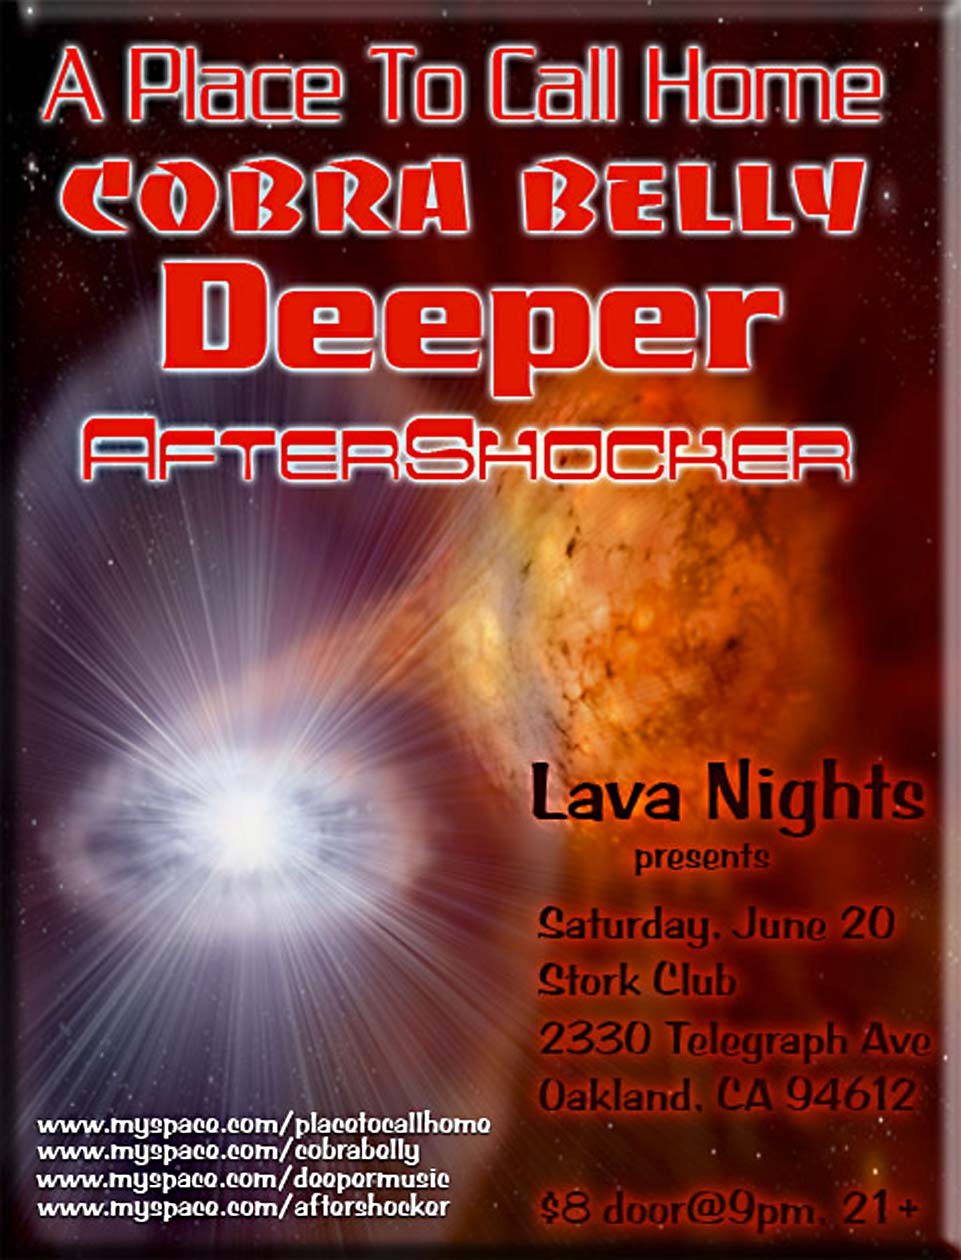 A Place To Call Home
COBRA BELLY
Deeper
AFTERSHOCKER
Lava Nights
presents
Saturday, June 20
Stork Club
2330 Telegraph Ave
Oakland, CA 94612
www.myspace.com/placetocallhome
www.myspace.com/cobrabelly
www.myspace.com/deepermusic
www.myspace.com/aftershocker
$8 door@9pm, 21+